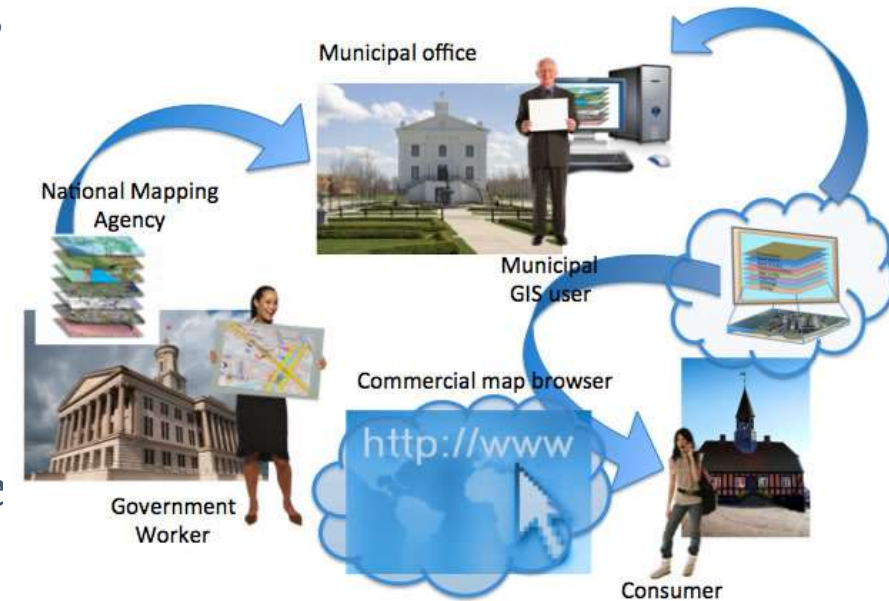 Municipal office
National Mapping
Agency
Municipal
GIS user
Commercial map browser
http://www
Government
Worker
Consumer